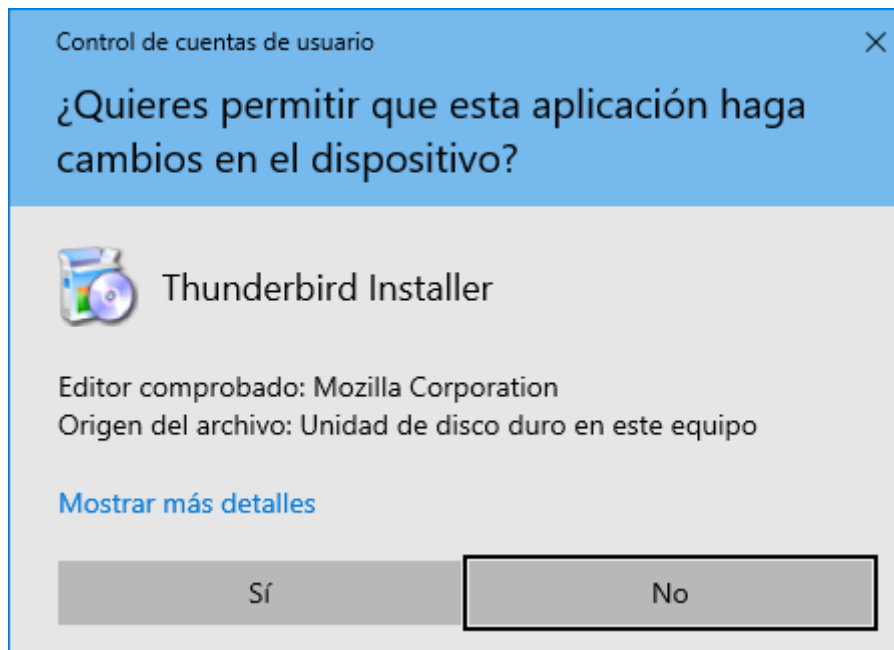 Control de cuentas de usuario
¿Quieres permitir que esta aplicación haga
cambios en el dispositivo?
Thunderbird Installer
Editor comprobado: Mozilla Corporation
Origen del archivo: Unidad de disco duro en este equipo
Mostrar más detalles
Sí
No